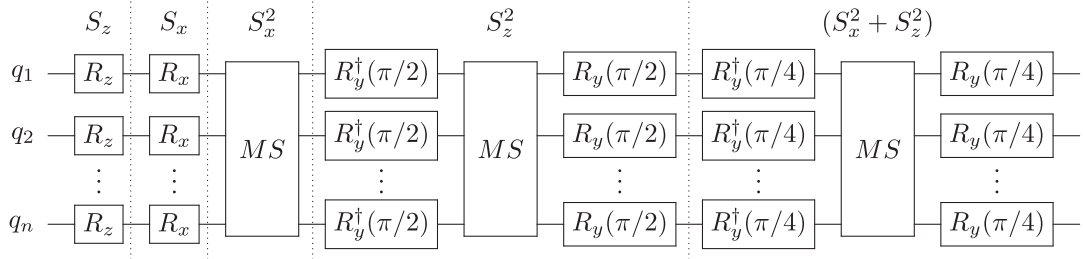 S_z S_x S_x^2 S_z^2 (S_x^2 + S_z^2)
q_1 R_z R_x R_y^†(π/2) R_y(π/2) R_y^†(π/4) R_y(π/4)
q_2 R_z R_x R_y^†(π/2) R_y(π/2) R_y^†(π/4) R_y(π/4)
MS MS MS
⋮ ⋮ ⋮ ⋮ ⋮ ⋮
q_n R_z R_x R_y^†(π/2) R_y(π/2) R_y^†(π/4) R_y(π/4)